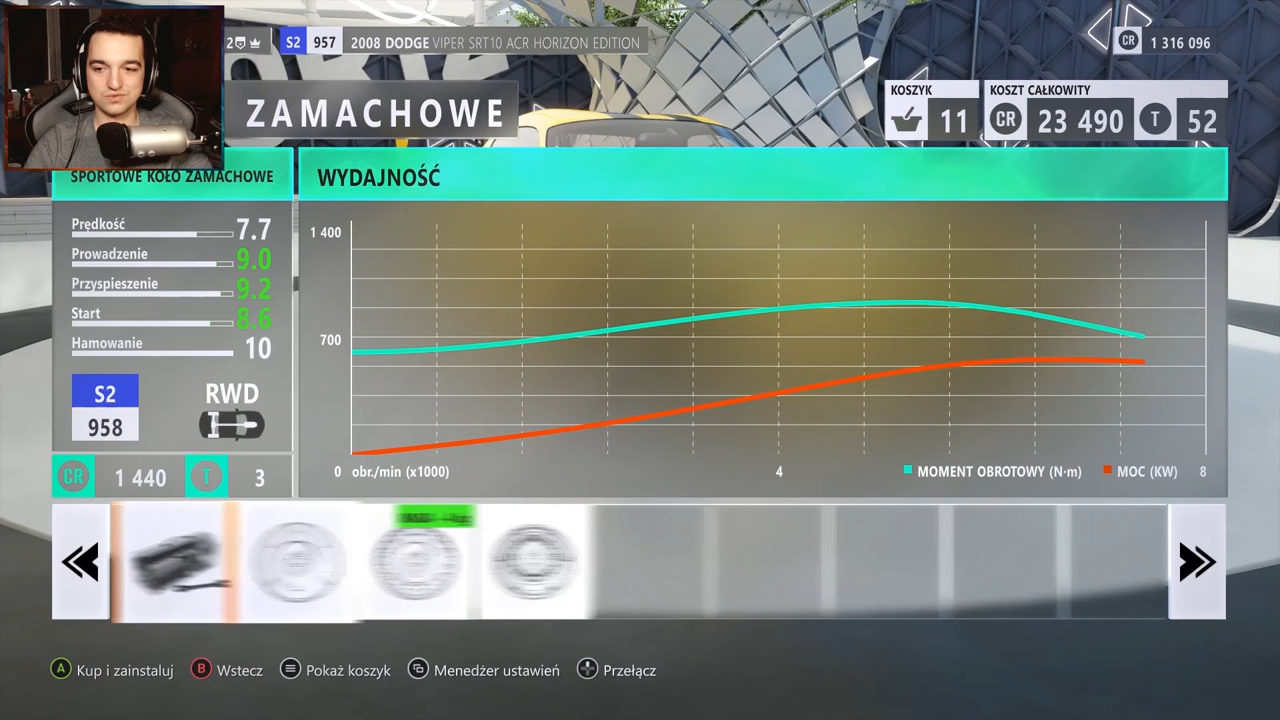 2
S2 957 2008 DODGE VIPER SRT10 ACR HORIZON EDITION
CR 1 316 096
ZAMACHOWE
KOSZYK
11
KOSZT CAŁKOWITY
CR 23 490 T 52
SPORTOWE KOŁO ZAMACHOWE
Prędkość 7.7
Prowadzenie 9.0
Przyspieszenie 9.2
Start 8.6
Hamowanie 10
S2
958
RWD
CR 1 440 T 3
WYDAJNOŚĆ
1 400
700
0 obr./min (x1000) 4 MOMENT OBROTOWY (N·m) MOC (KW) 8
A Kup i zainstaluj B Wstecz Pokaż koszyk Menedżer ustawień Przełącz